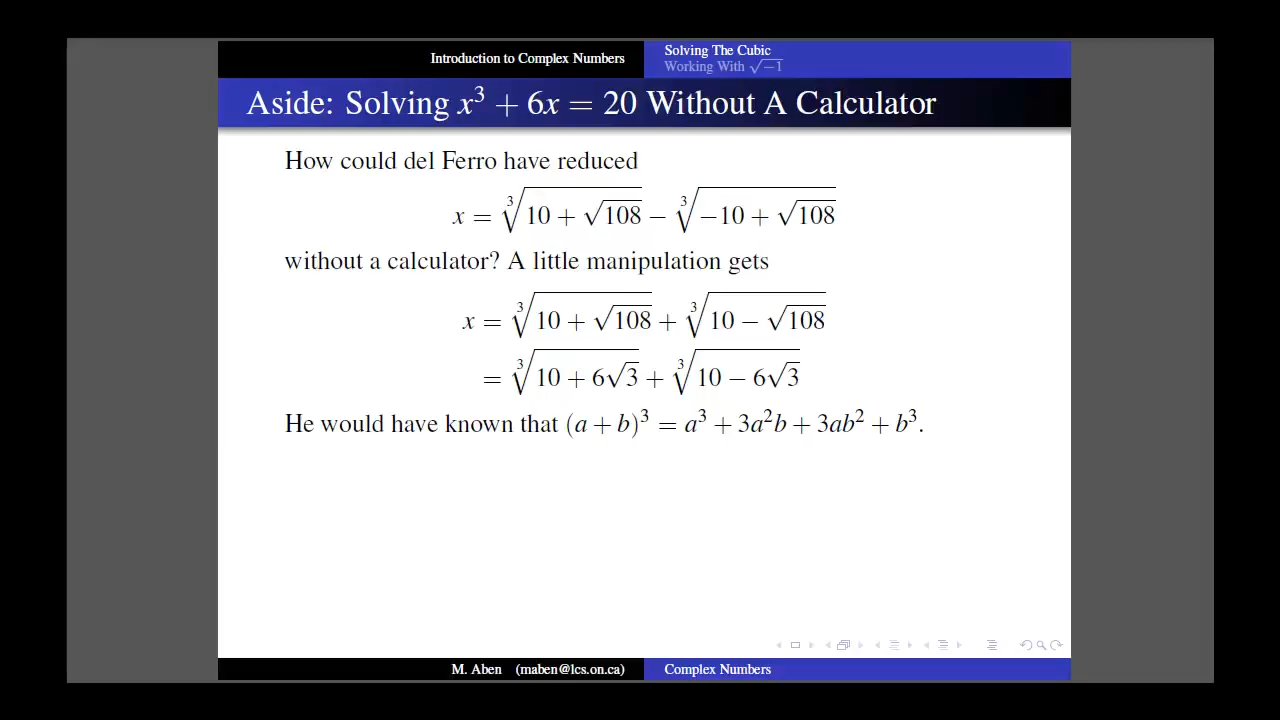 Introduction to Complex Numbers
Solving The Cubic
Working With √−1
Aside: Solving x³ + 6x = 20 Without A Calculator
How could del Ferro have reduced
x = ∛(10 + √108) − ∛(−10 + √108)
without a calculator? A little manipulation gets
x = ∛(10 + √108) + ∛(10 − √108)
= ∛(10 + 6√3) + ∛(10 − 6√3)
He would have known that (a + b)³ = a³ + 3a²b + 3ab² + b³.
M. Aben (maben@lcs.on.ca)
Complex Numbers